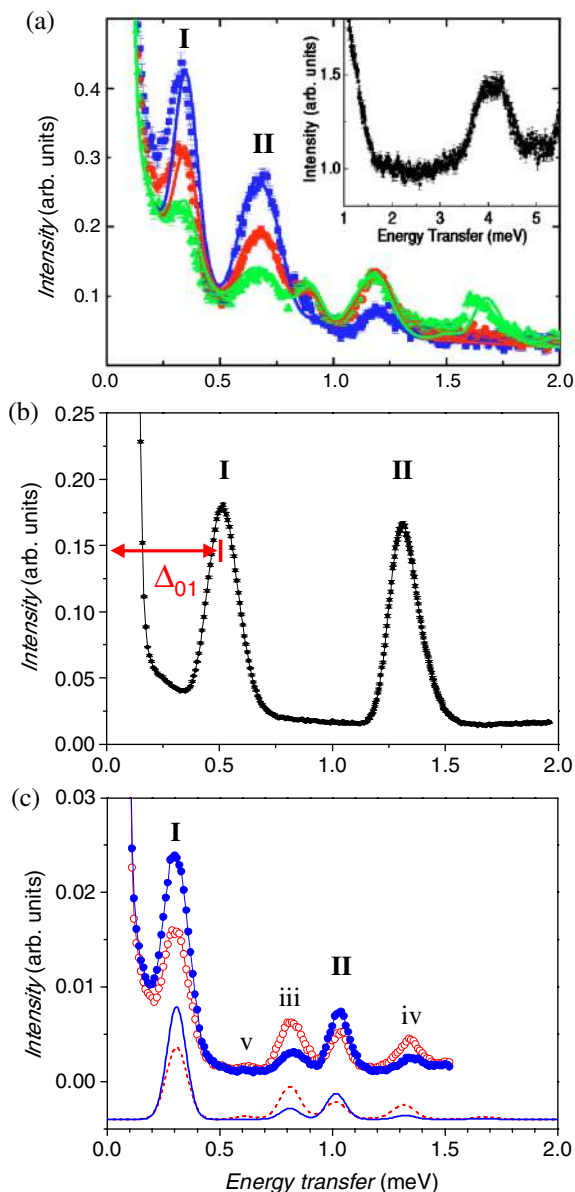 (a)
I
II
Intensity (arb. units)
0.4
0.3
0.2
0.1
0.0 0.5 1.0 1.5 2.0
Intensity (arb. units)
1.5
1.0
1 2 3 4 5
Energy Transfer (meV)
(b)
I
II
Δ01
Intensity (arb. units)
0.25
0.20
0.15
0.10
0.05
0.00
0.0 0.5 1.0 1.5 2.0
(c)
I
v
iii
II
iv
Intensity (arb. units)
0.03
0.02
0.01
0.00
0.0 0.5 1.0 1.5 2.0
Energy transfer (meV)